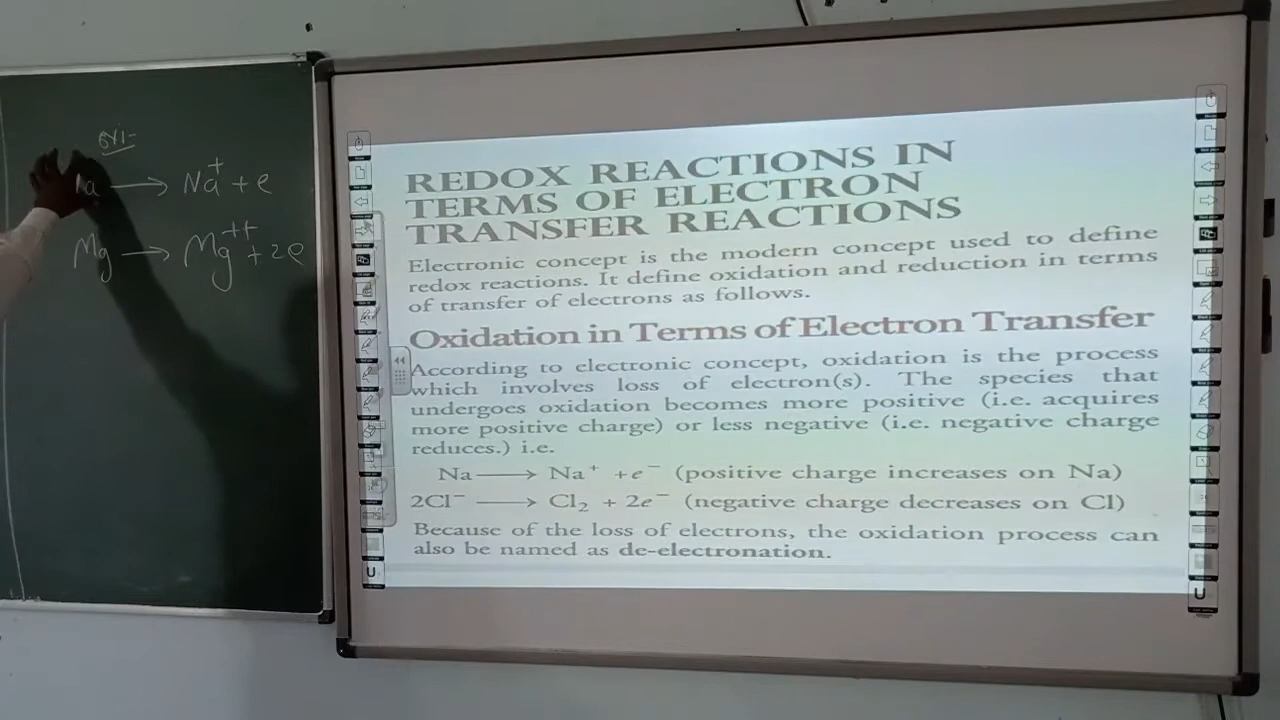 oxi-
Na → Na⁺ + e
Mg → Mg⁺⁺ + 2e
REDOX REACTIONS IN
TERMS OF ELECTRON
TRANSFER REACTIONS
Electronic concept is the modern concept used to define
redox reactions. It define oxidation and reduction in terms
of transfer of electrons as follows.
Oxidation in Terms of Electron Transfer
According to electronic concept, oxidation is the process
which involves loss of electron(s). The species that
undergoes oxidation becomes more positive (i.e. acquires
more positive charge) or less negative (i.e. negative charge
reduces.) i.e.
Na → Na⁺ + e⁻ (positive charge increases on Na)
2Cl⁻ → Cl₂ + 2e⁻ (negative charge decreases on Cl)
Because of the loss of electrons, the oxidation process can
also be named as de-electronation.